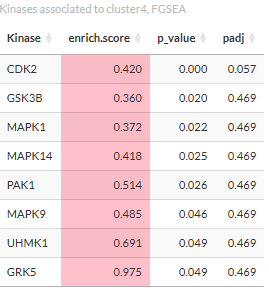 Kinases associated to cluster4, FGSEA
Kinase enrich.score p_value padj
CDK2 0.420 0.000 0.057
GSK3B 0.360 0.020 0.469
MAPK1 0.372 0.022 0.469
MAPK14 0.418 0.025 0.469
PAK1 0.514 0.026 0.469
MAPK9 0.485 0.046 0.469
UHMK1 0.691 0.049 0.469
GRK5 0.975 0.049 0.469